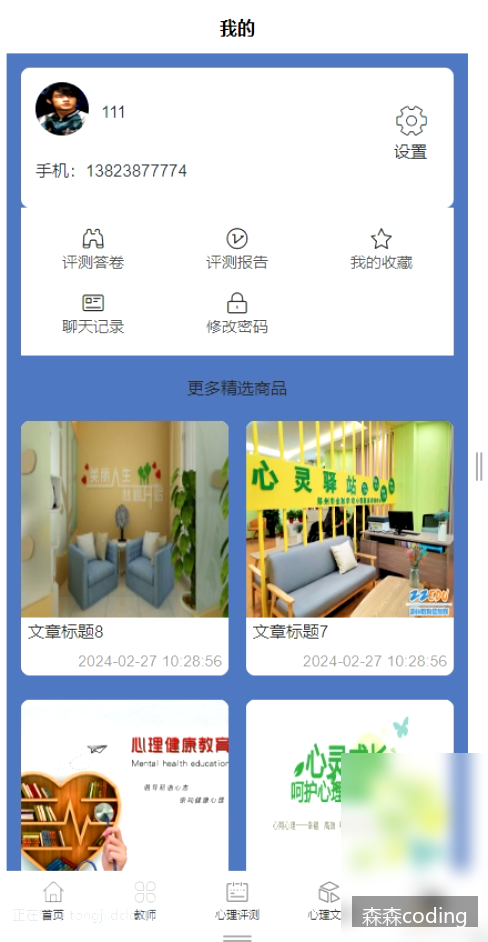 我的
111
设置
手机：13823877774
评测答卷
评测报告
我的收藏
聊天记录
修改密码
更多精选商品
美丽人生
心灵驿站
文章标题8
2024-02-27 10:28:56
文章标题7
2024-02-27 10:28:56
心理健康教育
Mental health education
心灵成长
呵护心理
首页
教师
心理评测
心理文
森森coding